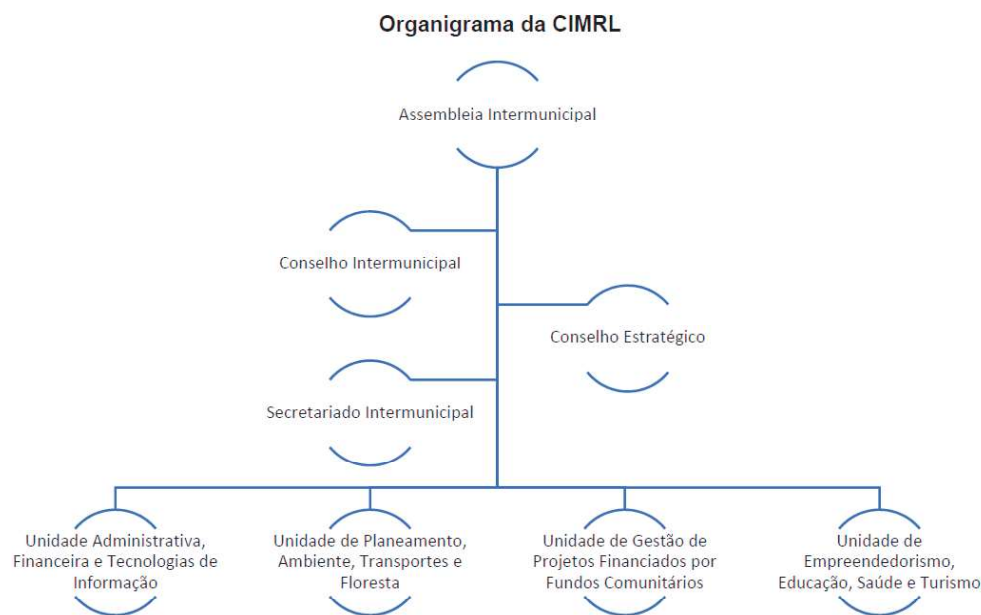 Organigrama da CIMRL
Assembleia Intermunicipal
Conselho Intermunicipal
Conselho Estratégico
Secretariado Intermunicipal
Unidade Administrativa,
Financeira e Tecnologias de
Informação
Unidade de Planeamento,
Ambiente, Transportes e
Floresta
Unidade de Gestão de
Projetos Financiados por
Fundos Comunitários
Unidade de
Empreendedorismo,
Educação, Saúde e Turismo